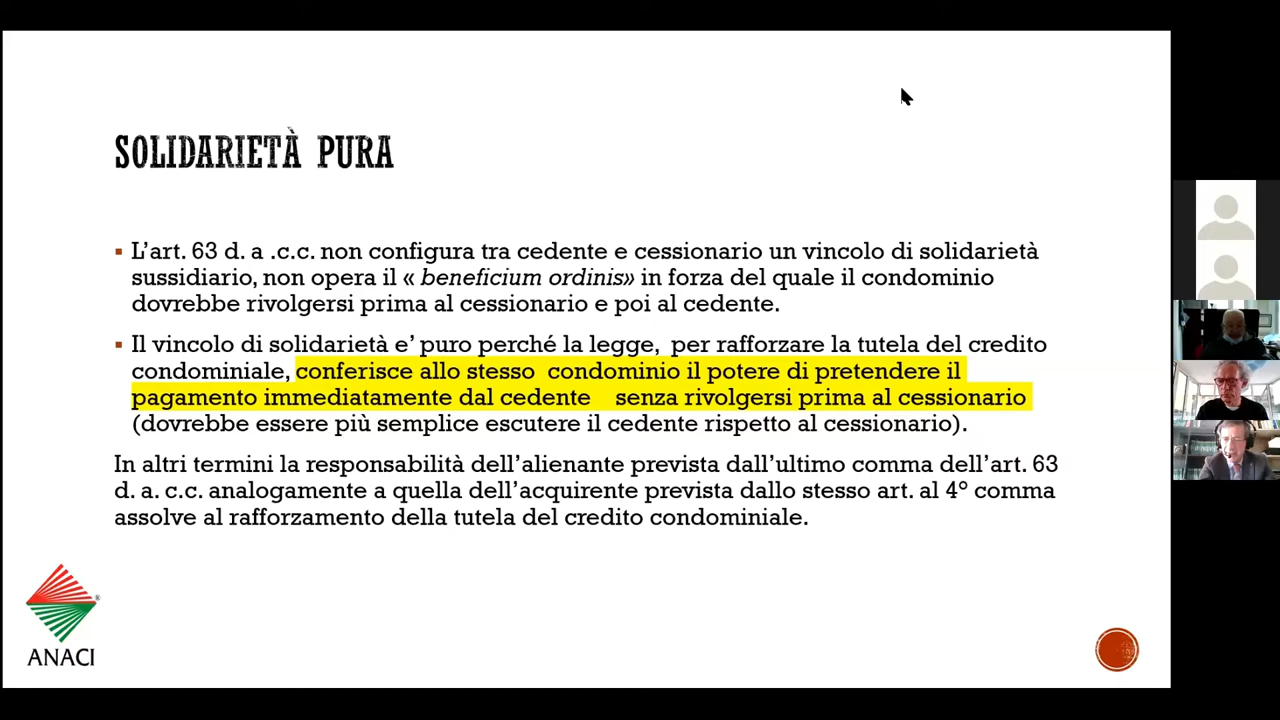 SOLIDARIETÀ PURA
L'art. 63 d. a .c.c. non configura tra cedente e cessionario un vincolo di solidarietà
sussidiario, non opera il « beneficium ordinis» in forza del quale il condominio
dovrebbe rivolgersi prima al cessionario e poi al cedente.
Il vincolo di solidarietà e' puro perché la legge, per rafforzare la tutela del credito
condominiale, conferisce allo stesso condominio il potere di pretendere il
pagamento immediatamente dal cedente senza rivolgersi prima al cessionario
(dovrebbe essere più semplice escutere il cedente rispetto al cessionario).
In altri termini la responsabilità dell'alienante prevista dall'ultimo comma dell'art. 63
d. a. c.c. analogamente a quella dell'acquirente prevista dallo stesso art. al 4° comma
assolve al rafforzamento della tutela del credito condominiale.
®
ANACI